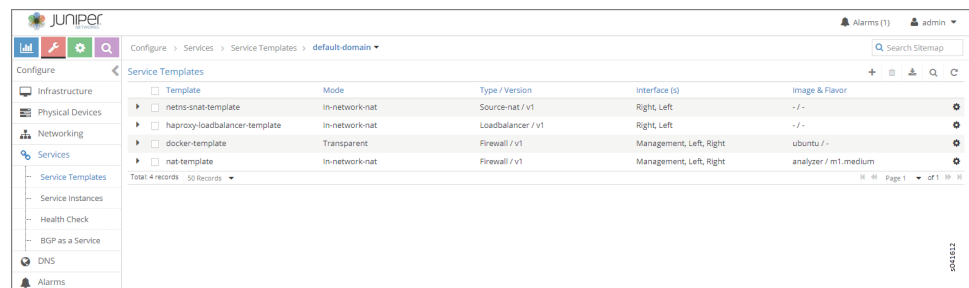 JUNIPER
NETWORKS
Alarms (1) admin
Configure > Services > Service Templates > default-domain
Search Sitemap
Configure
Service Templates
Infrastructure
Physical Devices
Networking
Services
Service Templates
Service Instances
Health Check
BGP as a Service
DNS
Alarms
Template Mode Type / Version Interface (s) Image & Flavor
netns-snat-template In-network-nat Source-nat / v1 Right, Left - / -
haproxy-loadbalancer-template In-network-nat Loadbalancer / v1 Right, Left - / -
docker-template Transparent Firewall / v1 Management, Left, Right ubuntu / -
nat-template In-network-nat Firewall / v1 Management, Left, Right analyzer / m1.medium
Total: 4 records 50 Records Page 1 of 1
s041612